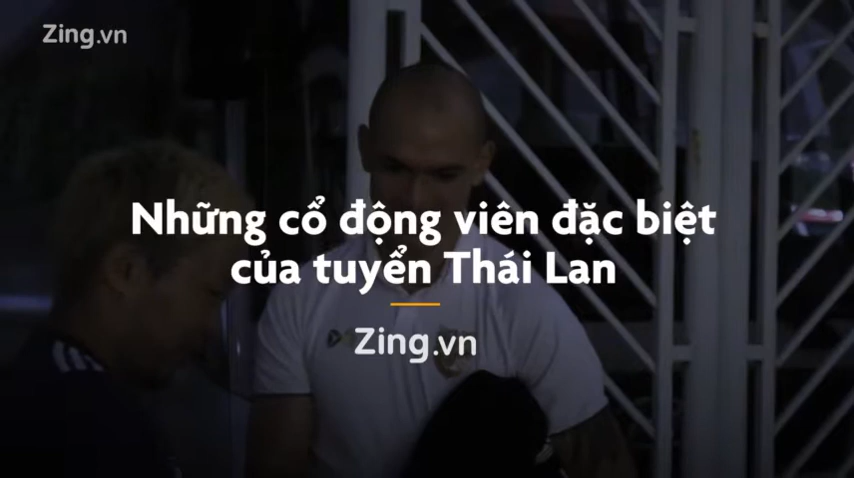 Zing.vn
Những cổ động viên đặc biệt
của tuyển Thái Lan
Zing.vn